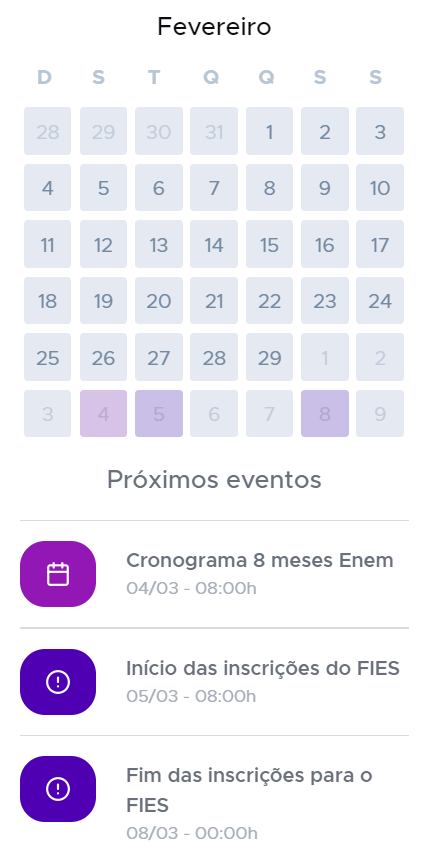 Fevereiro
D S T Q Q S S
28 29 30 31 1 2 3
4 5 6 7 8 9 10
11 12 13 14 15 16 17
18 19 20 21 22 23 24
25 26 27 28 29 1 2
3 4 5 6 7 8 9
Próximos eventos
Cronograma 8 meses Enem
04/03 - 08:00h
Início das inscrições do FIES
05/03 - 08:00h
Fim das inscrições para o
FIES
08/03 - 00:00h